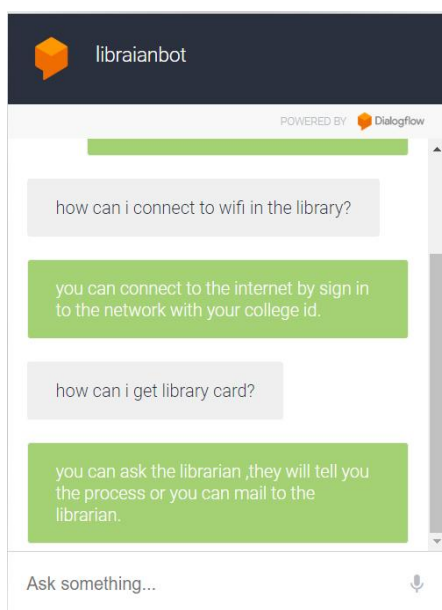 libraianbot
POWERED BY Dialogflow
how can i connect to wifi in the library?
you can connect to the internet by sign in
to the network with your college id.
how can i get library card?
you can ask the librarian ,they will tell you
the process or you can mail to the
librarian.
Ask something...